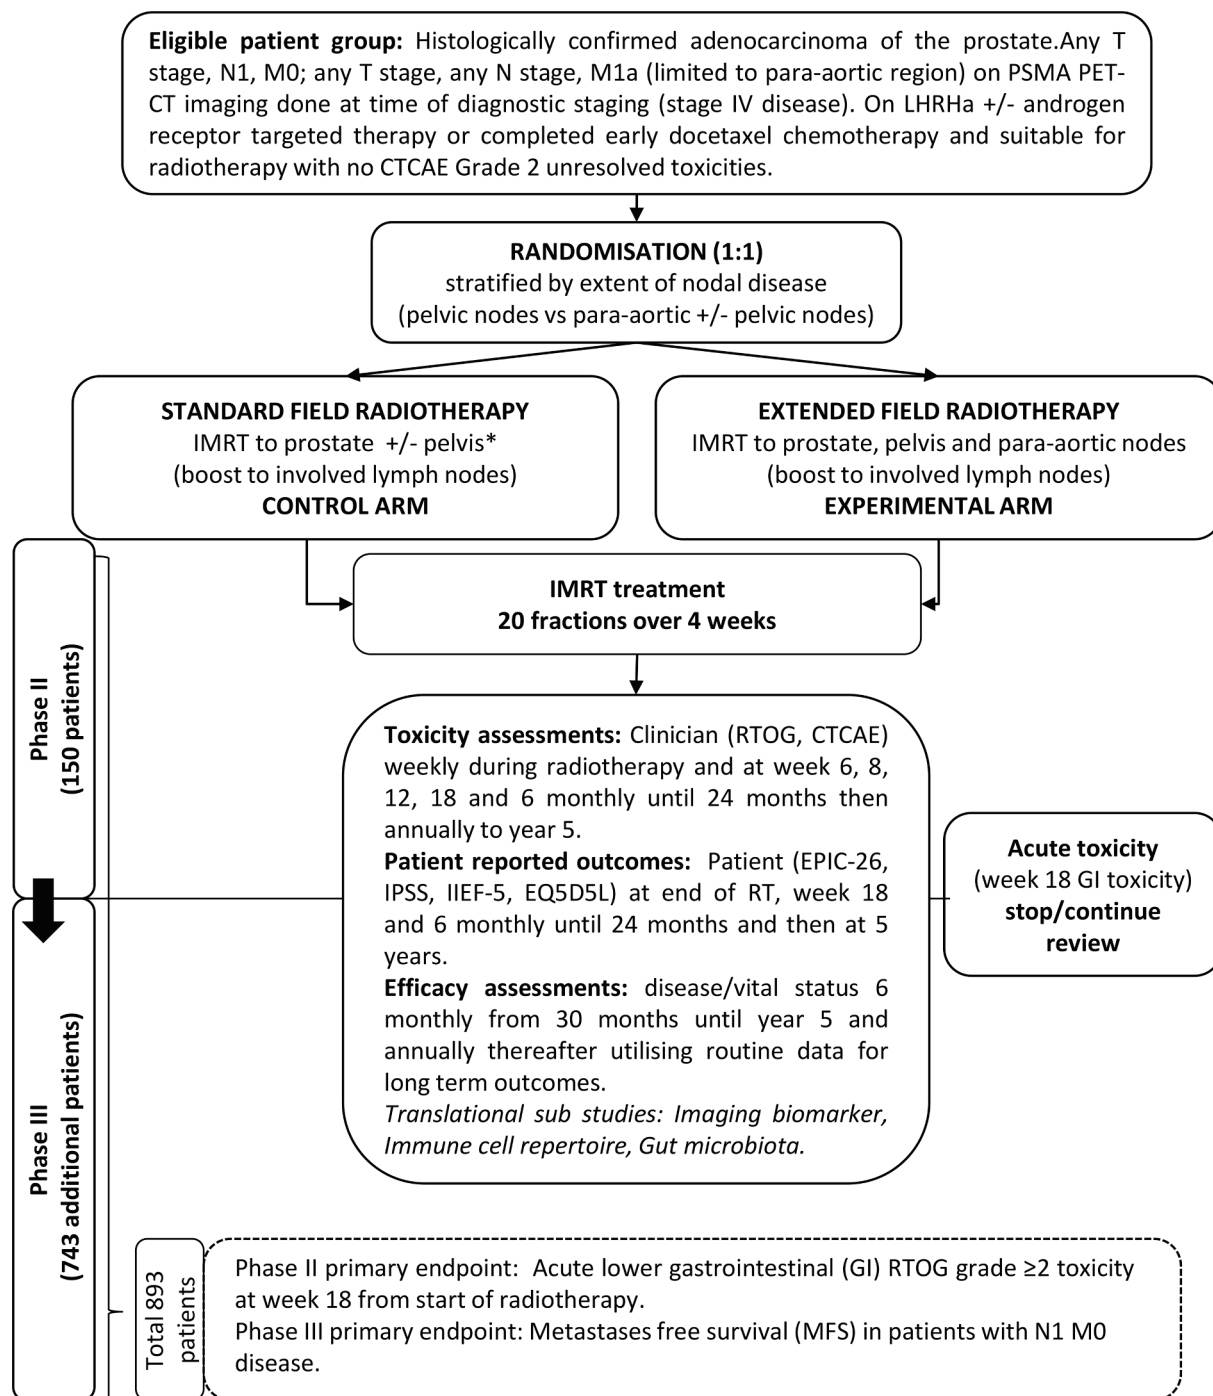 Eligible patient group: Histologically confirmed adenocarcinoma of the prostate.Any T
stage, N1, M0; any T stage, any N stage, M1a (limited to para-aortic region) on PSMA PET-
CT imaging done at time of diagnostic staging (stage IV disease). On LHRHa +/- androgen
receptor targeted therapy or completed early docetaxel chemotherapy and suitable for
radiotherapy with no CTCAE Grade 2 unresolved toxicities.
RANDOMISATION (1:1)
stratified by extent of nodal disease
(pelvic nodes vs para-aortic +/- pelvic nodes)
STANDARD FIELD RADIOTHERAPY
IMRT to prostate +/- pelvis*
(boost to involved lymph nodes)
CONTROL ARM
EXTENDED FIELD RADIOTHERAPY
IMRT to prostate, pelvis and para-aortic nodes
(boost to involved lymph nodes)
EXPERIMENTAL ARM
IMRT treatment
20 fractions over 4 weeks
Phase II
(150 patients)
Toxicity assessments: Clinician (RTOG, CTCAE)
weekly during radiotherapy and at week 6, 8,
12, 18 and 6 monthly until 24 months then
annually to year 5.
Patient reported outcomes: Patient (EPIC-26,
IPSS, IIEF-5, EQ5D5L) at end of RT, week 18
and 6 monthly until 24 months and then at 5
years.
Efficacy assessments: disease/vital status 6
monthly from 30 months until year 5 and
annually thereafter utilising routine data for
long term outcomes.
Translational sub studies: Imaging biomarker,
Immune cell repertoire, Gut microbiota.
Acute toxicity
(week 18 GI toxicity)
stop/continue
review
Phase III
(743 additional patients)
Total 893
patients
Phase II primary endpoint: Acute lower gastrointestinal (GI) RTOG grade ≥2 toxicity
at week 18 from start of radiotherapy.
Phase III primary endpoint: Metastases free survival (MFS) in patients with N1 M0
disease.